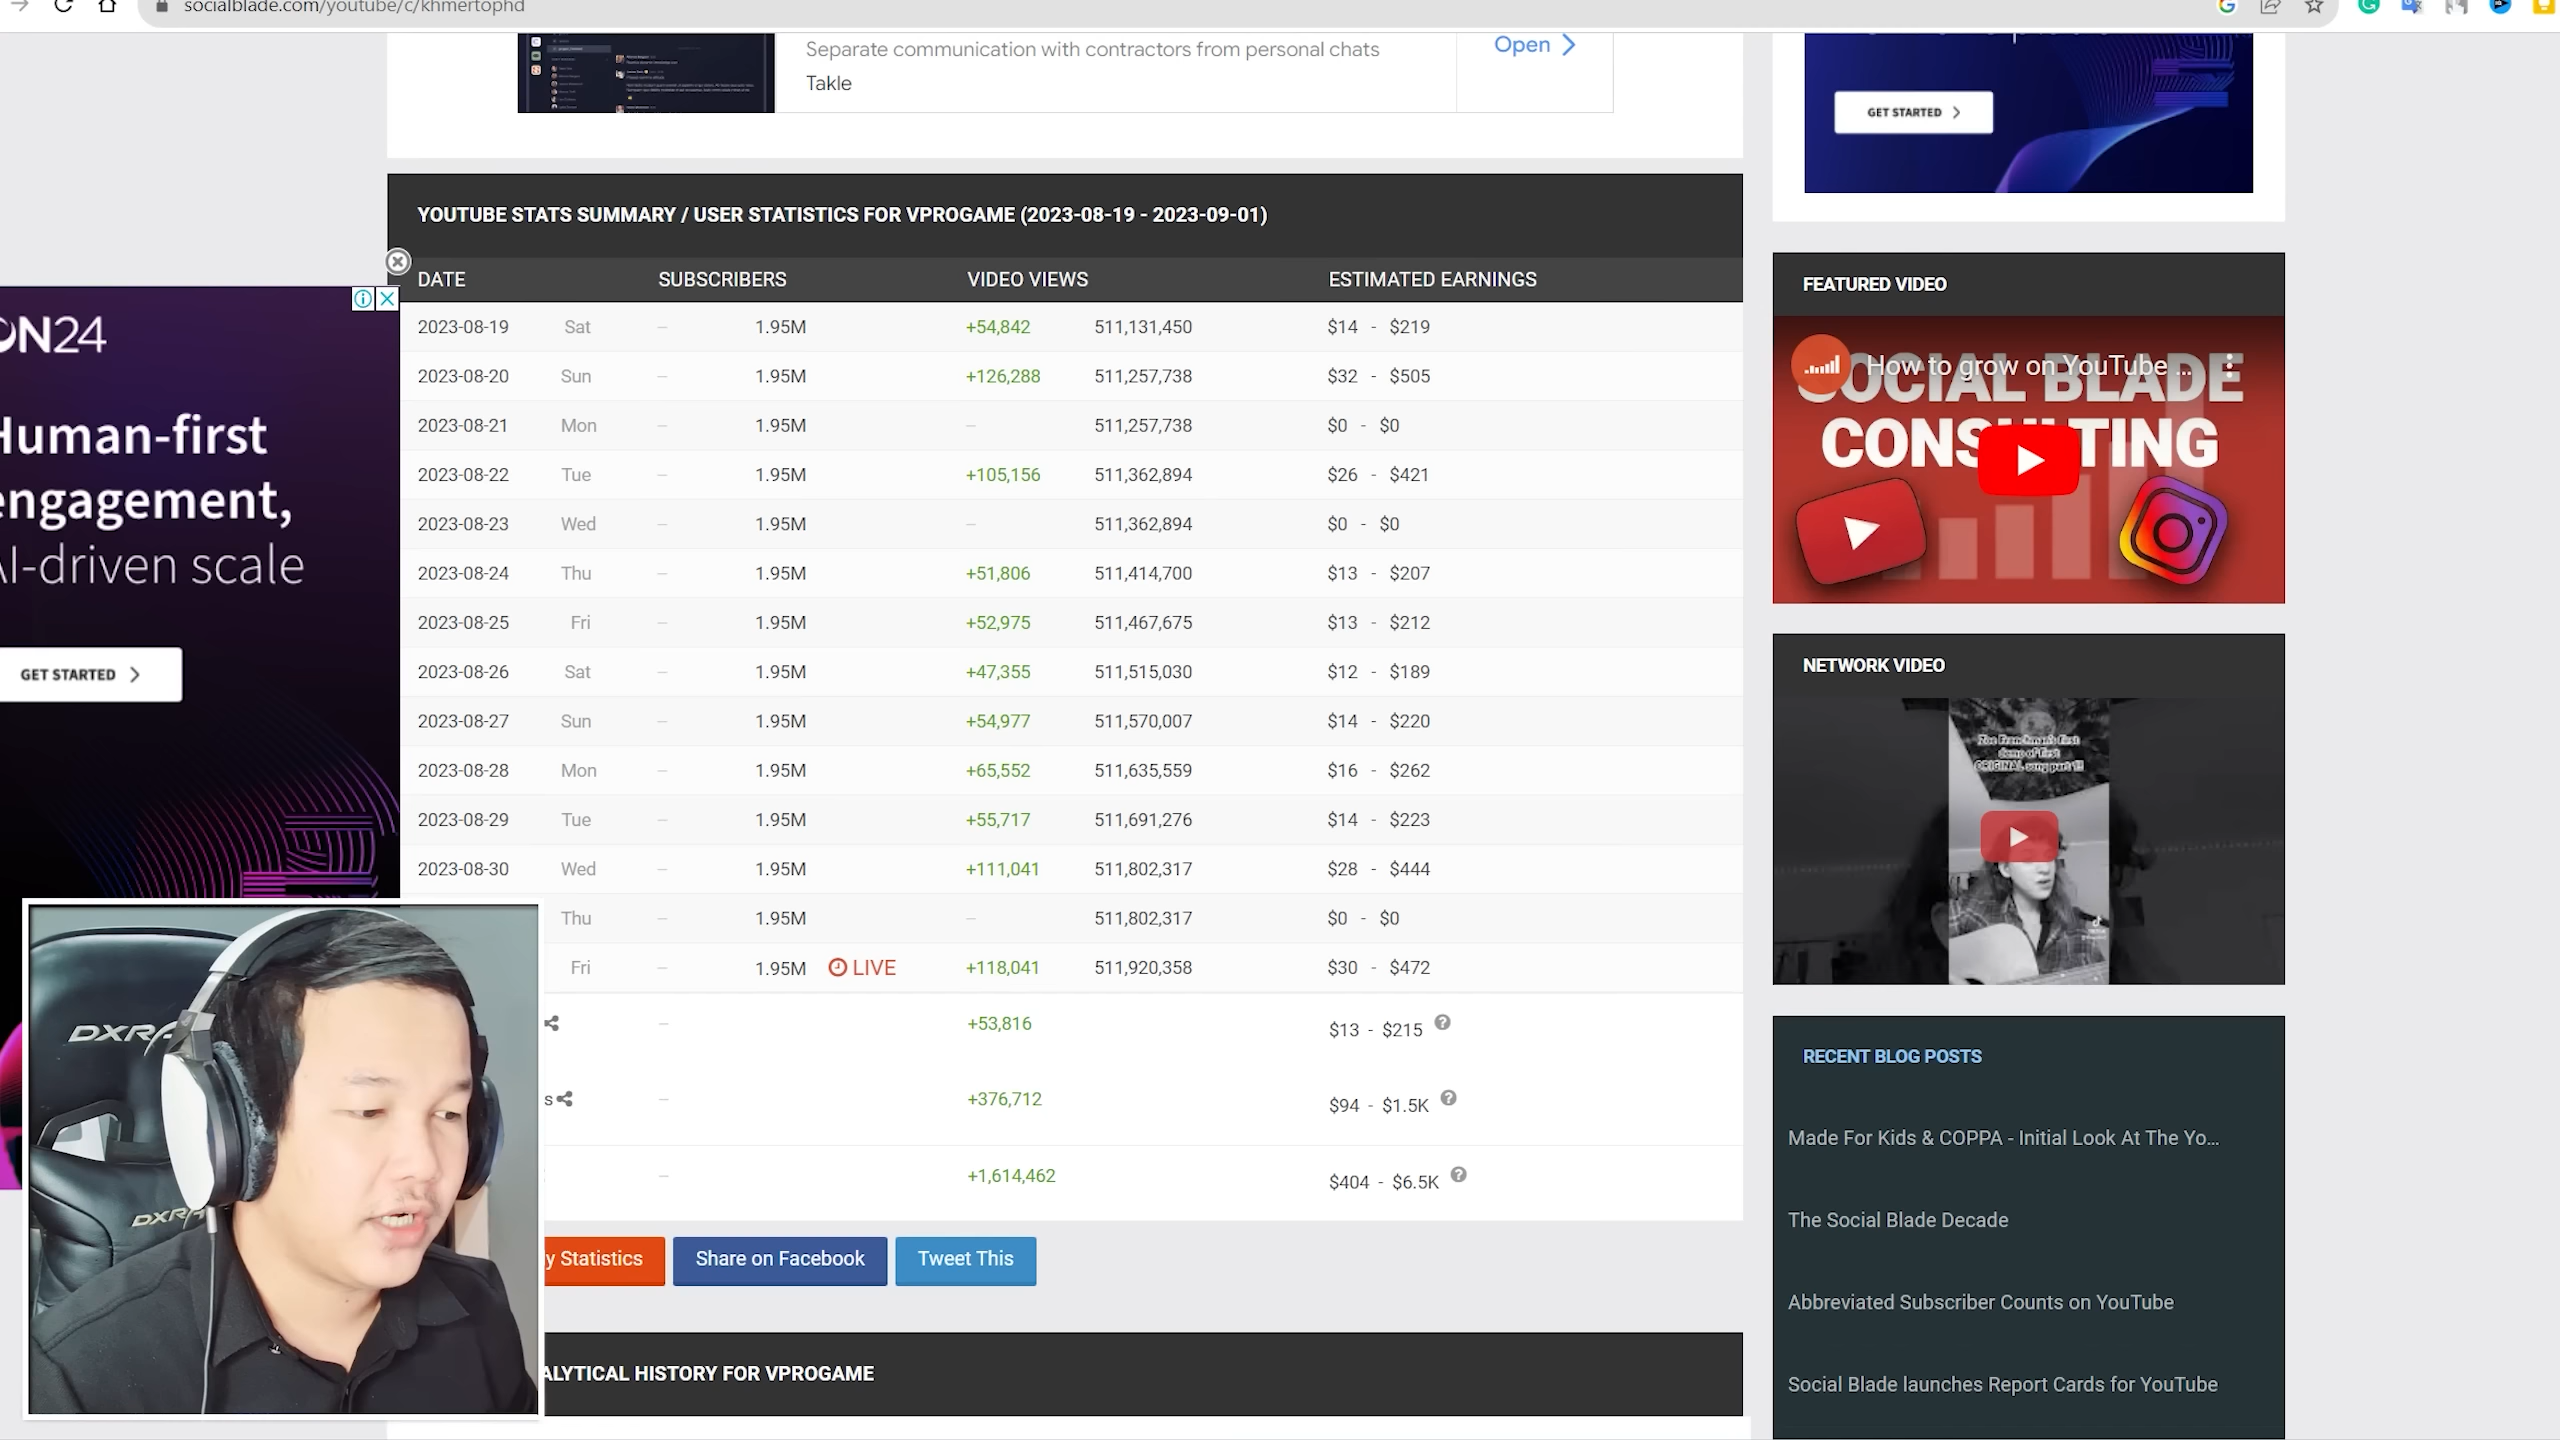 socialblade.com/youtube/c/khmertophd
Separate communication with contractors from personal chats
Open
Takle
GET STARTED
YOUTUBE STATS SUMMARY / USER STATISTICS FOR VPROGAME (2023-08-19 - 2023-09-01)
DATE SUBSCRIBERS VIDEO VIEWS ESTIMATED EARNINGS
2023-08-19 Sat – 1.95M +54,842 511,131,450 $14 - $219
2023-08-20 Sun – 1.95M +126,288 511,257,738 $32 - $505
2023-08-21 Mon – 1.95M – 511,257,738 $0 - $0
2023-08-22 Tue – 1.95M +105,156 511,362,894 $26 - $421
2023-08-23 Wed – 1.95M – 511,362,894 $0 - $0
2023-08-24 Thu – 1.95M +51,806 511,414,700 $13 - $207
2023-08-25 Fri – 1.95M +52,975 511,467,675 $13 - $212
2023-08-26 Sat – 1.95M +47,355 511,515,030 $12 - $189
2023-08-27 Sun – 1.95M +54,977 511,570,007 $14 - $220
2023-08-28 Mon – 1.95M +65,552 511,635,559 $16 - $262
2023-08-29 Tue – 1.95M +55,717 511,691,276 $14 - $223
2023-08-30 Wed – 1.95M +111,041 511,802,317 $28 - $444
Thu – 1.95M – 511,802,317 $0 - $0
Fri – 1.95M LIVE +118,041 511,920,358 $30 - $472
– +53,816 $13 - $215
s – +376,712 $94 - $1.5K
– +1,614,462 $404 - $6.5K
y Statistics Share on Facebook Tweet This
ALYTICAL HISTORY FOR VPROGAME
ON24
Human-first
engagement,
AI-driven scale
GET STARTED
DXRA
DXRA
FEATURED VIDEO
How to grow on YouTube ...
SOCIAL BLADE
CONSULTING
NETWORK VIDEO
ORIGINAL song part !!!
RECENT BLOG POSTS
Made For Kids & COPPA - Initial Look At The Yo...
The Social Blade Decade
Abbreviated Subscriber Counts on YouTube
Social Blade launches Report Cards for YouTube